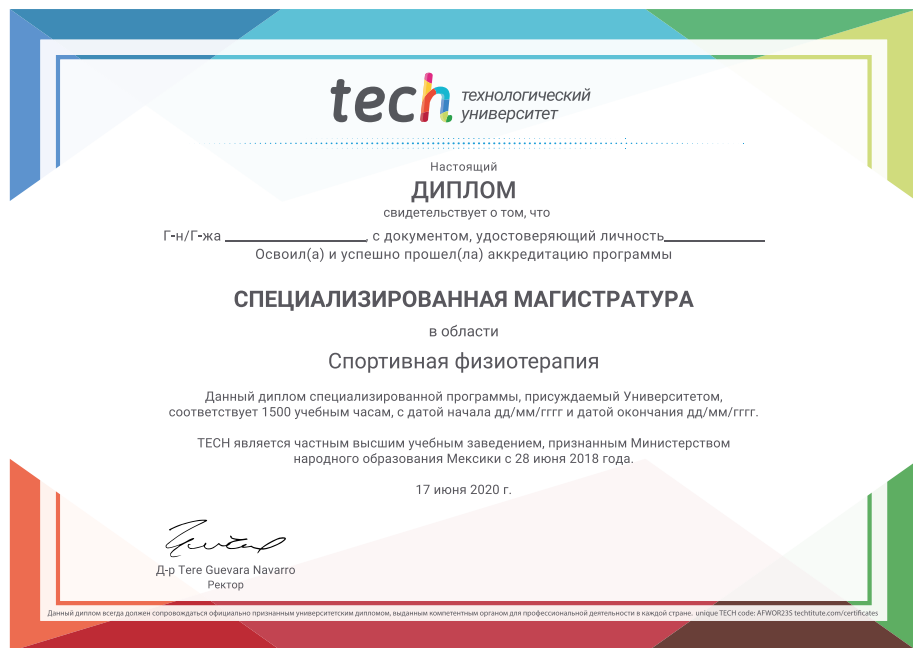 tech технологический
университет
Настоящий
ДИПЛОМ
свидетельствует о том, что
Г-н/Г-жа ____________________, с документом, удостоверяющий личность______________
Освоил(а) и успешно прошел(ла) аккредитацию программы
СПЕЦИАЛИЗИРОВАННАЯ МАГИСТРАТУРА
в области
Спортивная физиотерапия
Данный диплом специализированной программы, присуждаемый Университетом,
соответствует 1500 учебным часам, с датой начала дд/мм/гггг и датой окончания дд/мм/гггг.
TECH является частным высшим учебным заведением, признанным Министерством
народного образования Мексики с 28 июня 2018 года.
17 июня 2020 г.
Д-р Tere Guevara Navarro
Ректор
Данный диплом всегда должен сопровождаться официально признанным университетским дипломом, выданным компетентным органом для профессиональной деятельности в каждой стране. unique TECH code: AFWOR23S techtitute.com/certificates